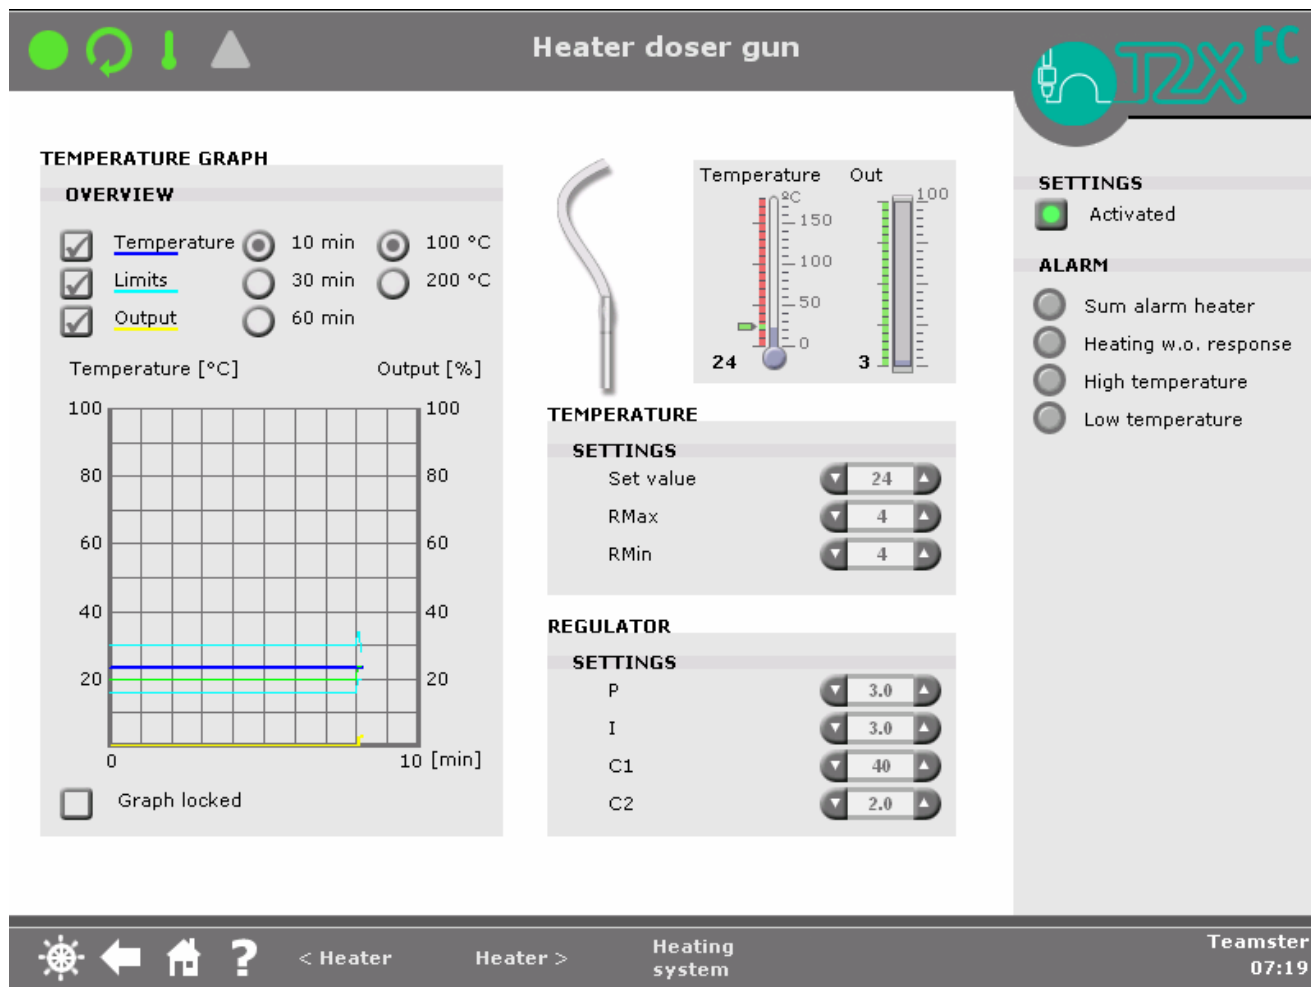 Heater doser gun
T2X FC
TEMPERATURE GRAPH
OVERVIEW
Temperature 10 min 100 °C
Limits 30 min 200 °C
Output 60 min
Temperature [°C] Output [%]
100 100
80 80
60 60
40 40
20 20
0 10 [min]
Graph locked
Temperature Out
ºC 100
150
100
50
0
24 3
TEMPERATURE
SETTINGS
Set value 24
RMax 4
RMin 4
REGULATOR
SETTINGS
P 3.0
I 3.0
C1 40
C2 2.0
SETTINGS
Activated
ALARM
Sum alarm heater
Heating w.o. response
High temperature
Low temperature
? < Heater Heater > Heating
system
Teamster
07:19